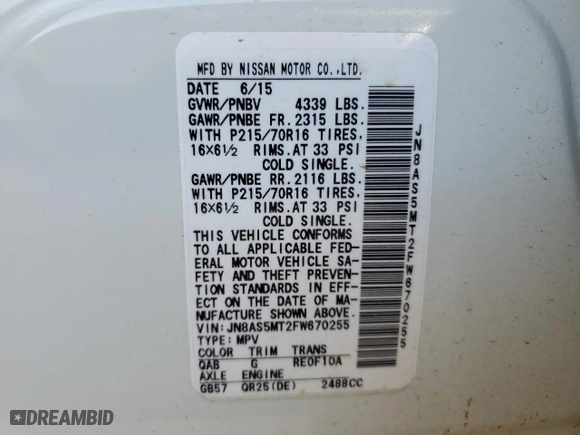 MFD BY NISSAN MOTOR CO.,LTD.
DATE 6/15
GVWR/PNBV 4339 LBS.
GAWR/PNBE FR. 2315 LBS.
WITH P215/70R16 TIRES,
16X6½ RIMS. AT 33 PSI
COLD SINGLE.
GAWR/PNBE RR. 2116 LBS.
WITH P215/70R16 TIRES,
16X6½ RIMS. AT 33 PSI
COLD SINGLE.
THIS VEHICLE CONFORMS
TO ALL APPLICABLE FED-
ERAL MOTOR VEHICLE SA-
FETY AND THEFT PREVEN-
TION STANDARDS IN EFF-
ECT ON THE DATE OF MA-
NUFACTURE SHOWN ABOVE.
VIN: JN8AS5MT2FW670255
TYPE: MPV
COLOR TRIM TRANS
QAB G RE0F10A
AXLE ENGINE
GB57 QR25(DE) 2488CC
JN8AS5MT2FW670255
DREAMBID